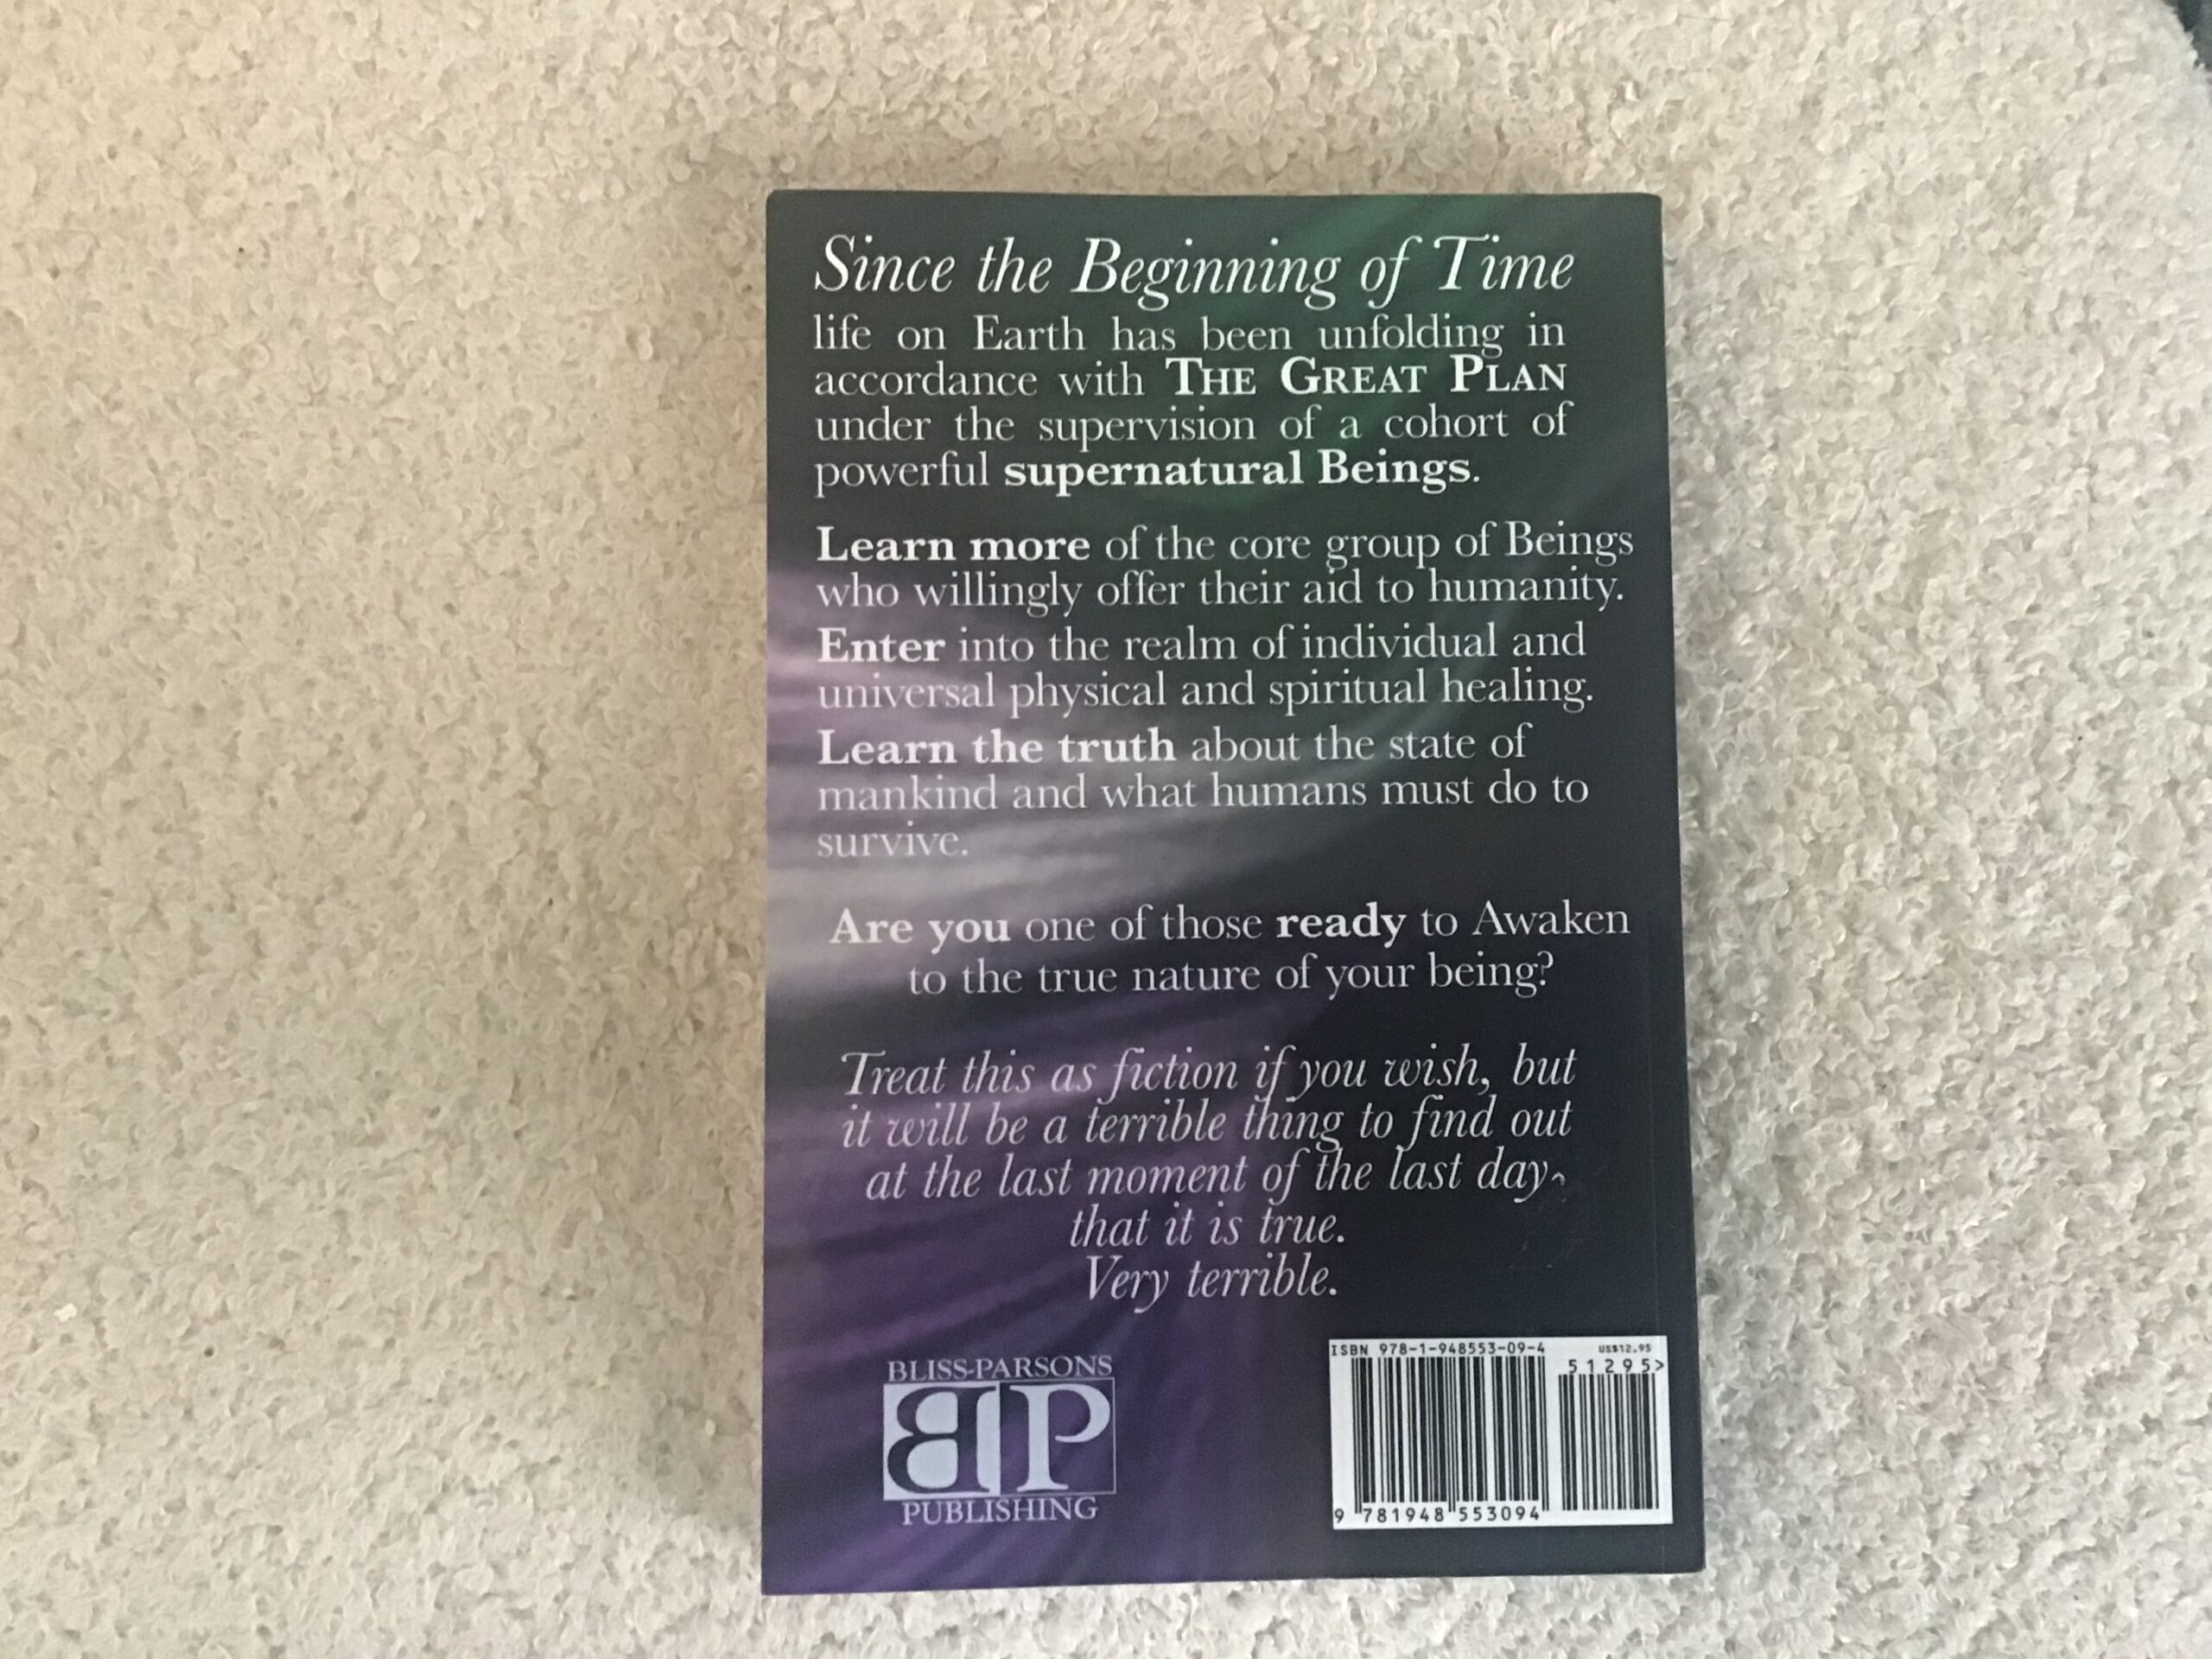 Since the Beginning of Time
life on Earth has been unfolding in
accordance with THE GREAT PLAN
under the supervision of a cohort of
powerful supernatural Beings.
Learn more of the core group of Beings
who willingly offer their aid to humanity.
Enter into the realm of individual and
universal physical and spiritual healing.
Learn the truth about the state of
mankind and what humans must do to
survive.
Are you one of those ready to Awaken
to the true nature of your being?
Treat this as fiction if you wish, but
it will be a terrible thing to find out
at the last moment of the last day
that it is true.
Very terrible.
BLISS-PARSONS
BP
PUBLISHING
ISBN 978-1-948553-09-4 US$12.95
51295>
9 781948 553094